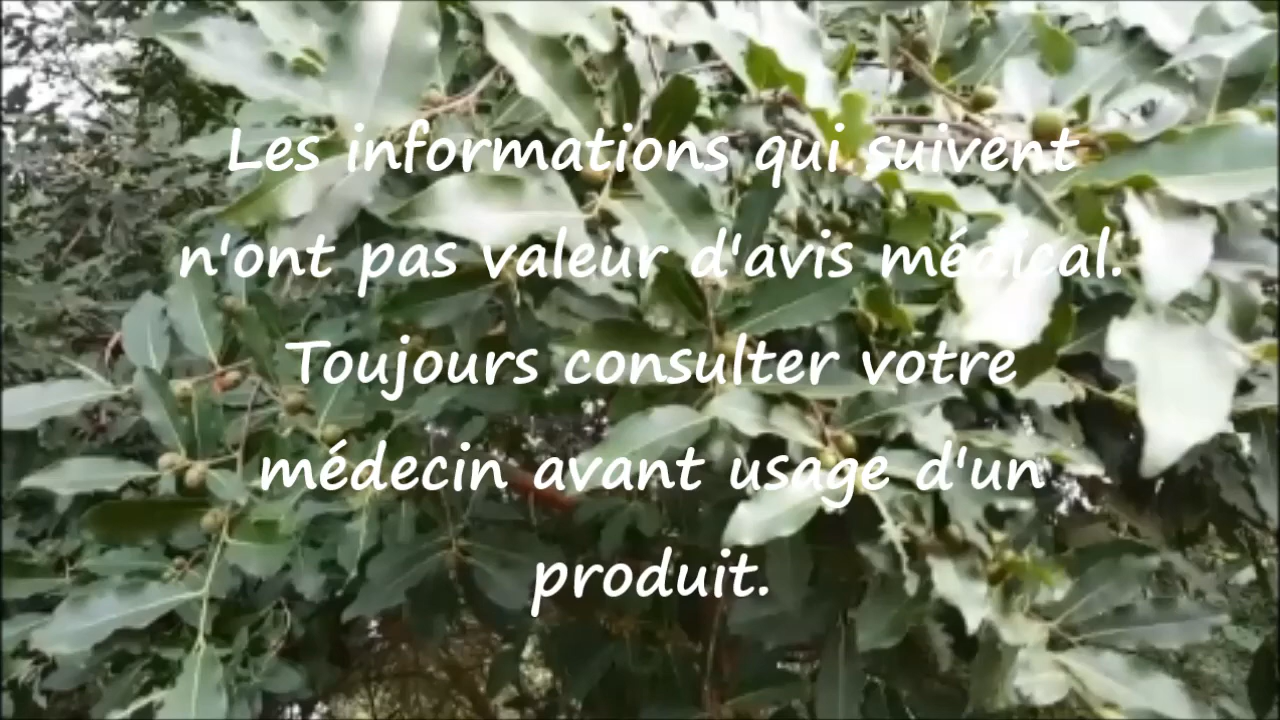 Les informations qui suivent
n'ont pas valeur d'avis médical.
Toujours consulter votre
médecin avant usage d'un
produit.